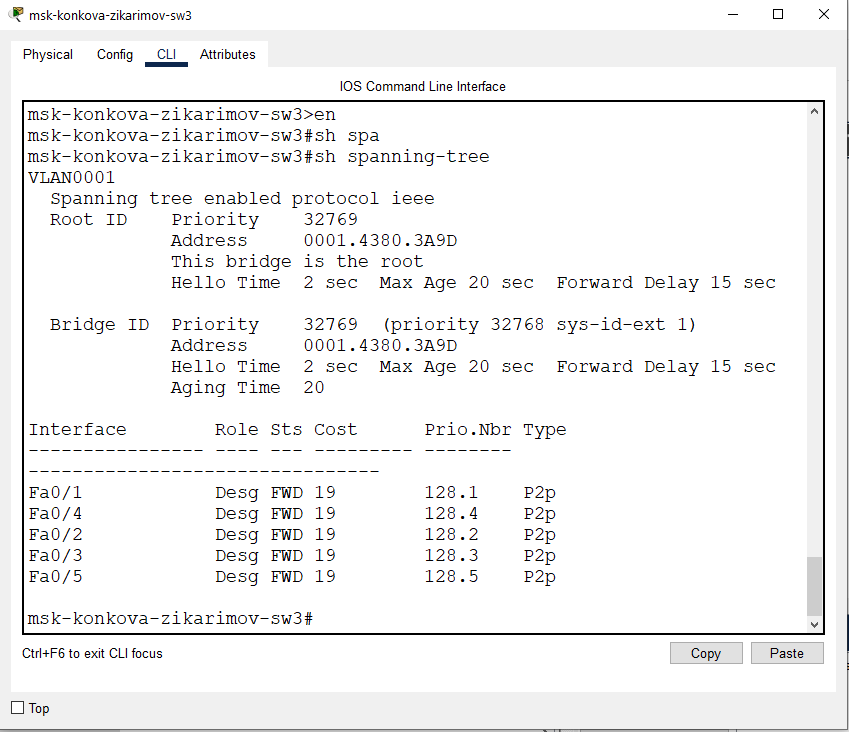 msk-konkova-zikarimov-sw3
Physical Config CLI Attributes
IOS Command Line Interface
msk-konkova-zikarimov-sw3>en
msk-konkova-zikarimov-sw3#sh spa
msk-konkova-zikarimov-sw3#sh spanning-tree
VLAN0001
  Spanning tree enabled protocol ieee
  Root ID    Priority    32769
             Address     0001.4380.3A9D
             This bridge is the root
             Hello Time  2 sec  Max Age 20 sec  Forward Delay 15 sec
  Bridge ID  Priority    32769  (priority 32768 sys-id-ext 1)
             Address     0001.4380.3A9D
             Hello Time  2 sec  Max Age 20 sec  Forward Delay 15 sec
             Aging Time  20
Interface        Role Sts Cost      Prio.Nbr Type
---------------- ---- --- --------- --------
--------------------------------
Fa0/1            Desg FWD 19        128.1    P2p
Fa0/4            Desg FWD 19        128.4    P2p
Fa0/2            Desg FWD 19        128.2    P2p
Fa0/3            Desg FWD 19        128.3    P2p
Fa0/5            Desg FWD 19        128.5    P2p
msk-konkova-zikarimov-sw3#
Ctrl+F6 to exit CLI focus
Copy Paste
Top